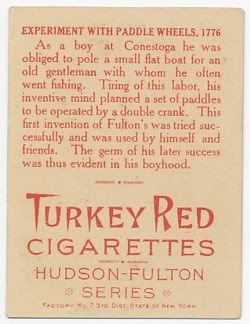 EXPERIMENT WITH PADDLE WHEELS, 1776
As a boy at Conestoga he was
obliged to pole a small flat boat for an
old gentleman with whom he often
went fishing. Tiring of this labor, his
inventive mind planned a set of paddles
to be operated by a double crank. This
first invention of Fulton's was tried suc-
cessfully and was used by himself and
friends. The germ of his later success
was thus evident in his boyhood.
TURKEY RED
CIGARETTES
HUDSON-FULTON
SERIES
FACTORY No. 7. 3RD. DIST. STATE OF NEW YORK.